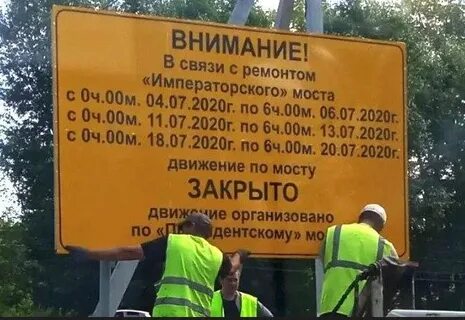 ВНИМАНИЕ!
В связи с ремонтом
«Императорского» моста
с 0ч.00м. 04.07.2020г. по 6ч.00м. 06.07.2020г.
с 0ч.00м. 11.07.2020г. по 6ч.00м. 13.07.2020г.
с 0ч.00м. 18.07.2020г. по 6ч.00м. 20.07.2020г.
движение по мосту
ЗАКРЫТО
движение организовано
по